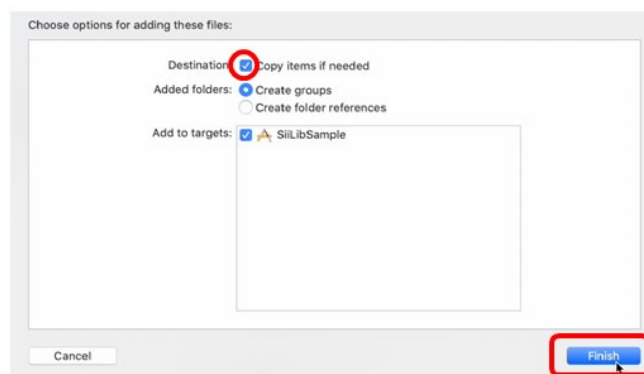 Choose options for adding these files:
Destination: Copy items if needed
Added folders: Create groups
Create folder references
Add to targets: SiiLibSample
Cancel Finish